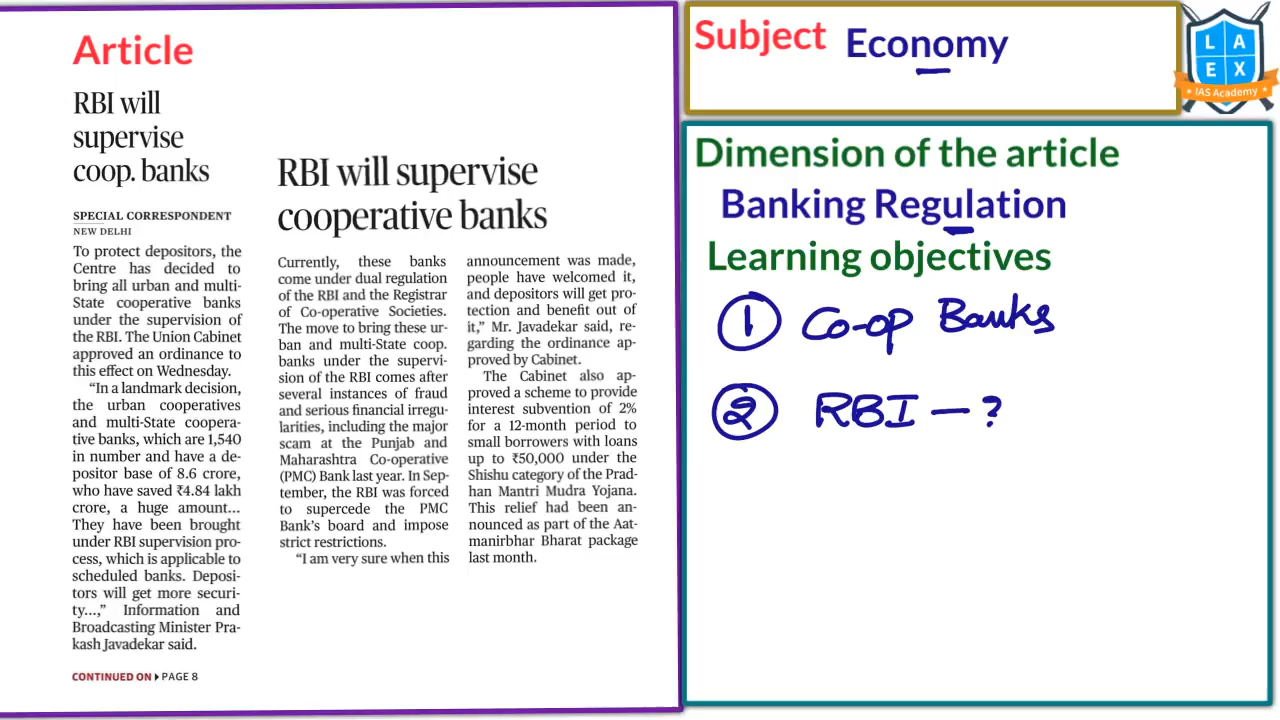 Article
RBI will
supervise
coop. banks
SPECIAL CORRESPONDENT
NEW DELHI
To protect depositors, the
Centre has decided to
bring all urban and multi-
State cooperative banks
under the supervision of
the RBI. The Union Cabinet
approved an ordinance to
this effect on Wednesday.
“In a landmark decision,
the urban cooperatives
and multi-State coopera-
tive banks, which are 1,540
in number and have a de-
positor base of 8.6 crore,
who have saved ₹4.84 lakh
crore, a huge amount...
They have been brought
under RBI supervision pro-
cess, which is applicable to
scheduled banks. Deposi-
tors will get more securi-
ty...,” Information and
Broadcasting Minister Pra-
kash Javadekar said.
CONTINUED ON PAGE 8
RBI will supervise
cooperative banks
Currently, these banks
come under dual regulation
of the RBI and the Registrar
of Co-operative Societies.
The move to bring these ur-
ban and multi-State coop.
banks under the supervi-
sion of the RBI comes after
several instances of fraud
and serious financial irregu-
larities, including the major
scam at the Punjab and
Maharashtra Co-operative
(PMC) Bank last year. In Sep-
tember, the RBI was forced
to supercede the PMC
Bank’s board and impose
strict restrictions.
“I am very sure when this
announcement was made,
people have welcomed it,
and depositors will get pro-
tection and benefit out of
it,” Mr. Javadekar said, re-
garding the ordinance ap-
proved by Cabinet.
The Cabinet also ap-
proved a scheme to provide
interest subvention of 2%
for a 12-month period to
small borrowers with loans
up to ₹50,000 under the
Shishu category of the Prad-
han Mantri Mudra Yojana.
This relief had been an-
nounced as part of the Aat-
manirbhar Bharat package
last month.
Subject Economy
L A
E X
IAS Academy
Dimension of the article
Banking Regulation
Learning objectives
1 Co-op Banks
2 RBI — ?